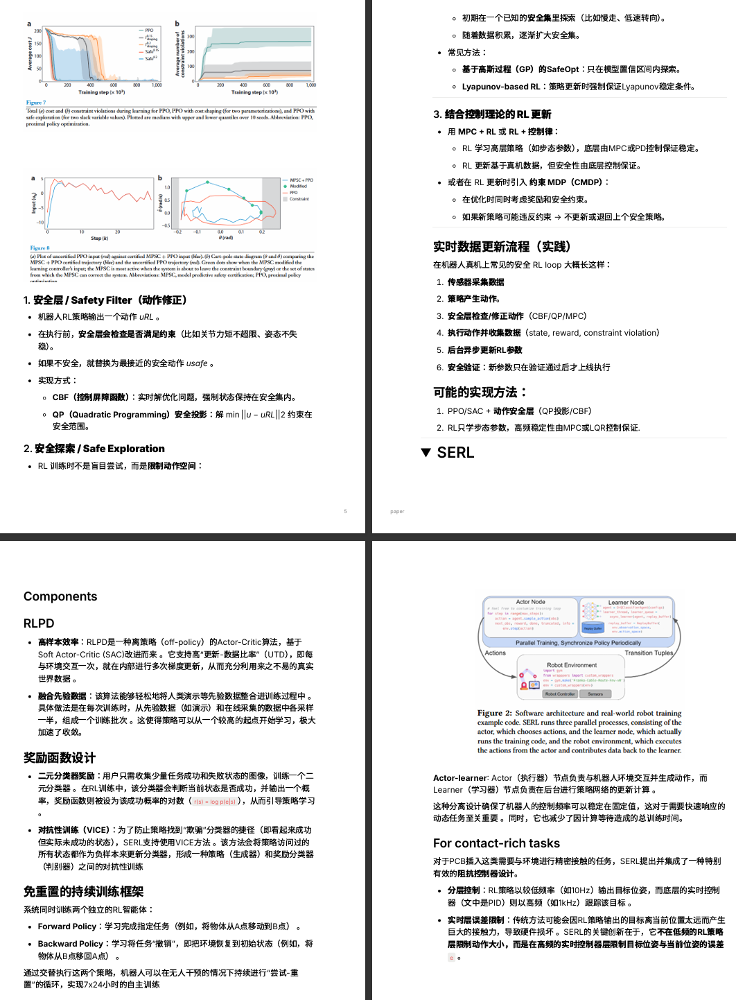 a
b
Average cost J
200
150
100
50
0
0 200 400 600 800 1,000
Training step (× 10³)
PPO
Safe^0.15
Safe^0.2
Average number of
constraint violations
300
200
100
0
0 200 400 600 800 1,000
Training step (× 10³)
Figure 7
Total (a) cost and (b) constraint violations during learning for PPO, PPO with cost shaping (for two parameterizations), and PPO with
safe exploration (for two slack variable values). Plotted are medians with upper and lower quantiles over 10 seeds. Abbreviation: PPO,
proximal policy optimization.
a
b
Input (uₖ)
5
0
−5
−10
0 10 20
Step (k)
θ̇ (rad/s)
1.0
0.5
0.0
−0.5
−0.2 −0.1 0.0 0.1 0.2
θ (rad)
MPSC + PPO
Modified
PPO
Constraint
Figure 8
(a) Plot of uncertified PPO input (red) against certified MPSC + PPO input (blue). (b) Cart-pole state diagram (θ and θ̇) comparing the
MPSC + PPO certified trajectory (blue) and the uncertified PPO trajectory (red). Green dots show when the MPSC modified the
learning controller's input; the MPSC is most active when the system is about to leave the constraint boundary (gray) or the set of states
from which the MPSC can correct the system. Abbreviations: MPSC, model predictive safety certification; PPO, proximal policy
optimization.
1. 安全层 / Safety Filter（动作修正）
• 机器人RL策略输出一个动作 uRL 。
• 在执行前，安全层会检查是否满足约束（比如关节力矩不超限、姿态不失
稳）。
• 如果不安全，就替换为最接近的安全动作 usafe 。
• 实现方式：
◦ CBF（控制屏障函数）：实时解优化问题，强制状态保持在安全集内。
◦ QP（Quadratic Programming）安全投影：解 min ||u − uRL||2 约束在
安全范围。
2. 安全探索 / Safe Exploration
• RL 训练时不是盲目尝试，而是限制动作空间：
5
◦ 初期在一个已知的安全集里探索（比如慢走、低速转向）。
◦ 随着数据积累，逐渐扩大安全集。
• 常见方法：
◦ 基于高斯过程（GP）的SafeOpt：只在模型置信区间内探索。
◦ Lyapunov-based RL：策略更新时强制保证Lyapunov稳定条件。
3. 结合控制理论的 RL 更新
• 用 MPC + RL 或 RL + 控制律：
◦ RL 学习高层策略（如步态参数），底层由MPC或PD控制保证稳定。
◦ RL 更新基于真机数据，但安全性由底层控制保证。
• 或者在 RL 更新时引入 约束 MDP（CMDP）：
◦ 在优化时同时考虑奖励和安全约束。
◦ 如果新策略可能违反约束 → 不更新或退回上个安全策略。
实时数据更新流程（实践）
在机器人真机上常见的安全 RL loop 大概长这样：
1. 传感器采集数据
2. 策略产生动作。
3. 安全层检查/修正动作（CBF/QP/MPC）
4. 执行动作并收集数据（state, reward, constraint violation）
5. 后台异步更新RL参数
6. 安全验证：新参数只在验证通过后才上线执行
可能的实现方法：
1. PPO/SAC + 动作安全层（QP投影/CBF）
2. RL只学步态参数，高频稳定性由MPC或LQR控制保证.
▼ SERL
paper
Components
RLPD
• 高样本效率：RLPD是一种离策略（off-policy）的Actor-Critic算法，基于
Soft Actor-Critic (SAC)改进而来 。它支持高“更新-数据比率”（UTD），即每
与环境交互一次，就在内部进行多次梯度更新，从而充分利用来之不易的真实
世界数据 。
• 融合先验数据：该算法能够轻松地将人类演示等先验数据整合进训练过程中 。
具体做法是在每次训练时，从先验数据（如演示）和在线采集的数据中各采样
一半，组成一个训练批次 。这使得策略可以从一个较高的起点开始学习，极大
加速了收敛。
奖励函数设计
• 二元分类器奖励：用户只需收集少量任务成功和失败状态的图像，训练一个二
元分类器 。在RL训练中，该分类器会判断当前状态是否成功，并输出一个概
率，奖励函数则被设为该成功概率的对数（ r(s) = log p(e|s) ），从而引导策略学习
。
• 对抗性训练（VICE）：为了防止策略找到“欺骗”分类器的捷径（即看起来成功
但实际未成功的状态），SERL支持使用VICE方法 。该方法会将策略访问过的
所有状态都作为负样本来更新分类器，形成一种策略（生成器）和奖励分类器
（判别器）之间的对抗性训练
免重置的持续训练框架
系统同时训练两个独立的RL智能体：
• Forward Policy：学习完成指定任务（例如，将物体从A点移动到B点） 。
• Backward Policy：学习将任务“撤销”，即把环境恢复到初始状态（例如，将
物体从B点移回A点） 。
通过交替执行这两个策略，机器人可以在无人干预的情况下持续进行“尝试-重
置”的循环，实现7x24小时的自主训练
Actor Node
# feel free to customize training loop
for step in range(max_steps):
action = agent.sample_action(obs)
next_obs, reward, done, truncated, info =
env.step(action)
Learner Node
learner_thread, learner_queue =
async_learner(agent, replay_buffer)
Replay Buffer
replay_buffer = ReplayBuffer(
env.observation_space,
env.action_space)
Parallel Training, Synchronize Policy Periodically
Actions
Transition Tuples
Robot Environment
import gym
from wrappers import custom_wrappers
env = custom_wrappers(env)
Robot Controller
Sensors
Figure 2: Software architecture and real-world robot training
example code. SERL runs three parallel processes, consisting of the
actor, which chooses actions, and the learner node, which actually
runs the training code, and the robot environment, which executes
the actions from the actor and contributes data back to the learner.
Actor-learner: Actor（执行器）节点负责与机器人环境交互并生成动作，而
Learner（学习器）节点负责在后台进行策略网络的更新计算 。
这种分离设计确保了机器人的控制频率可以稳定在固定值，这对于需要快速响应的
动态任务至关重要 。同时，它也减少了因计算等待造成的总训练时间。
For contact-rich tasks
对于PCB插入这类需要与环境进行精密接触的任务，SERL提出并集成了一种特别
有效的阻抗控制器设计。
• 分层控制：RL策略以较低频率（如10Hz）输出目标位姿，而底层的实时控制
器（文中是PID）则以高频（如1kHz）跟踪该目标 。
• 实时层误差限制：传统方法可能会因RL策略输出的目标离当前位置太远而产生
巨大的接触力，导致硬件损坏 。SERL的关键创新在于，它不在低频的RL策略
层限制动作大小，而是在高频的实时控制器层限制目标位姿与当前位姿的误差
e 。